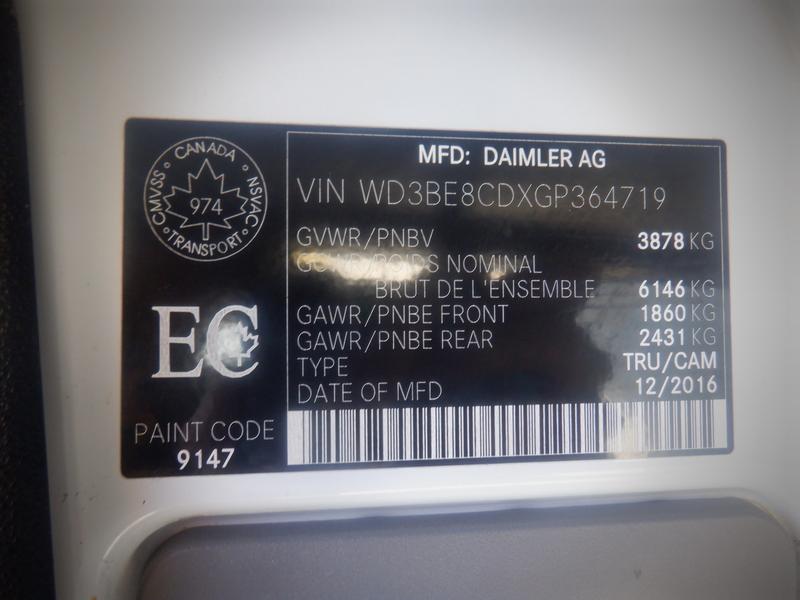 CANADA
CMVSS
NSVAC
974
TRANSPORT
EC
PAINT CODE
9147
MFD: DAIMLER AG
VIN WD3BE8CDXGP364719
GVWR/PNBV 3878 KG
GCWR/POIDS NOMINAL
BRUT DE L'ENSEMBLE 6146 KG
GAWR/PNBE FRONT 1860 KG
GAWR/PNBE REAR 2431 KG
TYPE TRU/CAM
DATE OF MFD 12/2016